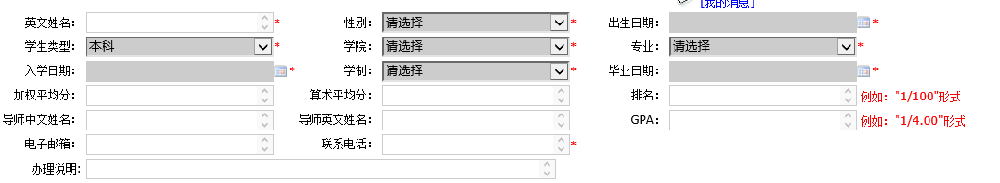 [我的消息]
英文姓名： * 性别： 请选择 * 出生日期： *
学生类型： 本科 * 学院： 请选择 * 专业： 请选择 *
入学日期： * 学制： 请选择 * 毕业日期： *
加权平均分： 算术平均分： 排名： 例如："1/100"形式
导师中文姓名： 导师英文姓名： GPA： 例如："1/4.00"形式
电子邮箱： 联系电话： *
办理说明：